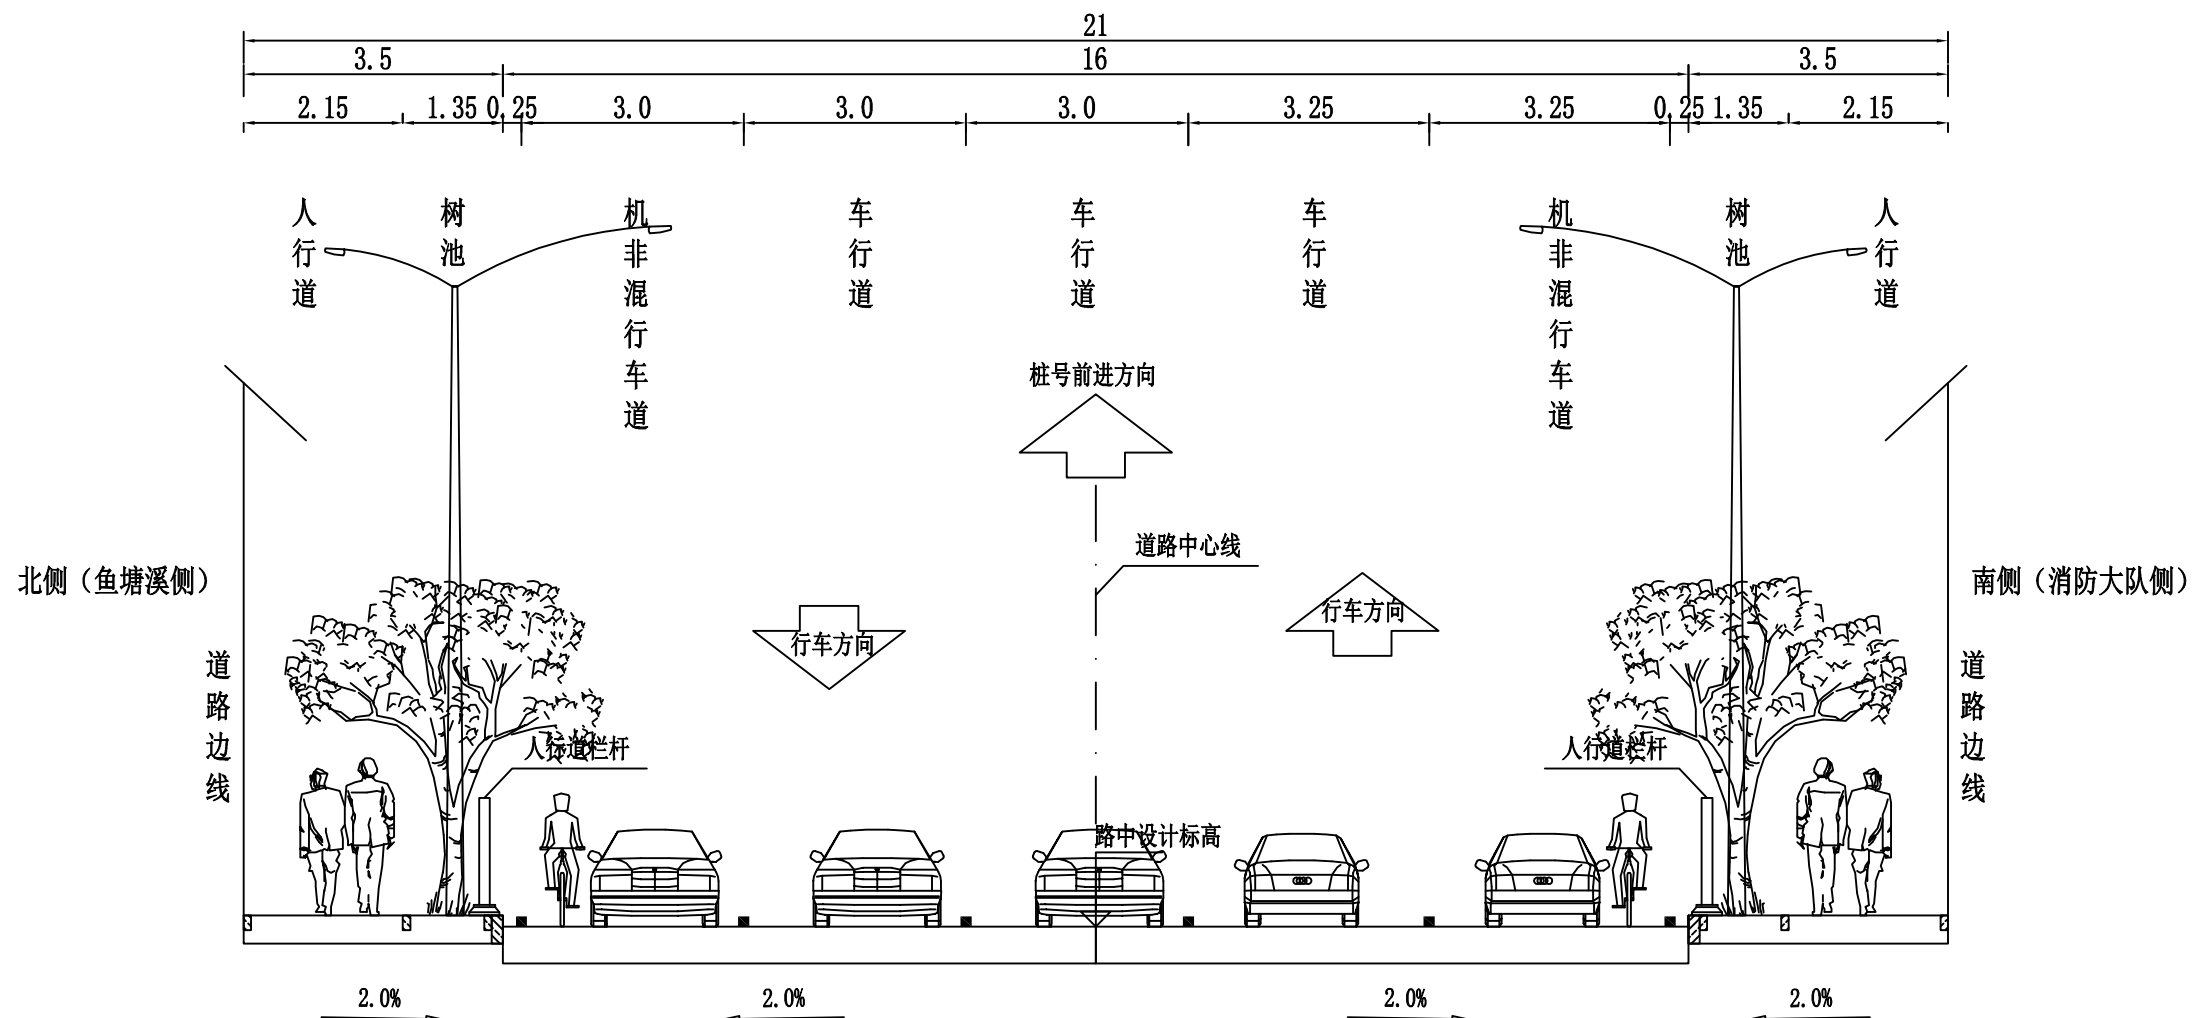 21
3.5 16 3.5
2.15 1.35 0.25 3.0 3.0 3.0 3.25 3.25 0.25 1.35 2.15
人行道
树池
机非混行车道
车行道
车行道
车行道
机非混行车道
树池
人行道
桩号前进方向
道路中心线
北侧（鱼塘溪侧）
南侧（消防大队侧）
行车方向
行车方向
道路边线
道路边线
人行道栏杆
人行道栏杆
路中设计标高
2.0% 2.0% 2.0% 2.0%